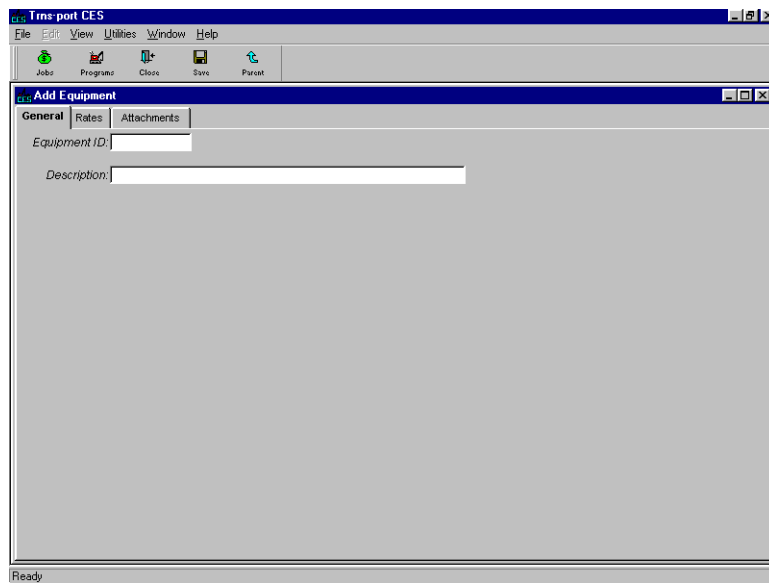 Trns·port CES
File Edit View Utilities Window Help
Jobs Programs Close Save Parent
Add Equipment
General Rates Attachments
Equipment ID:
Description:
Ready